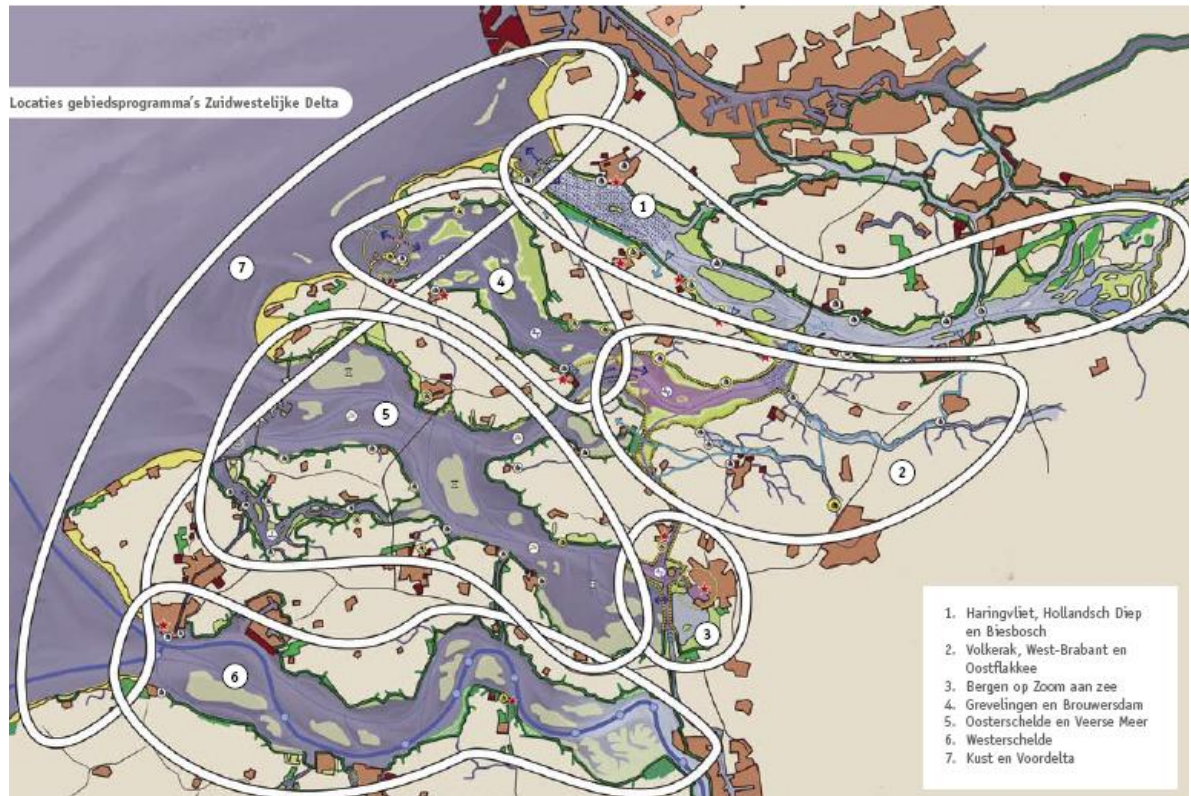 Locaties gebiedsprogramma's Zuidwestelijke Delta
1
7
4
5
2
3
6
1. Haringvliet, Hollandsch Diep
en Biesbosch
2. Volkerak, West-Brabant en
Oostflakkee
3. Bergen op Zoom aan zee
4. Grevelingen en Brouwersdam
5. Oosterschelde en Veerse Meer
6. Westerschelde
7. Kust en Voordelta